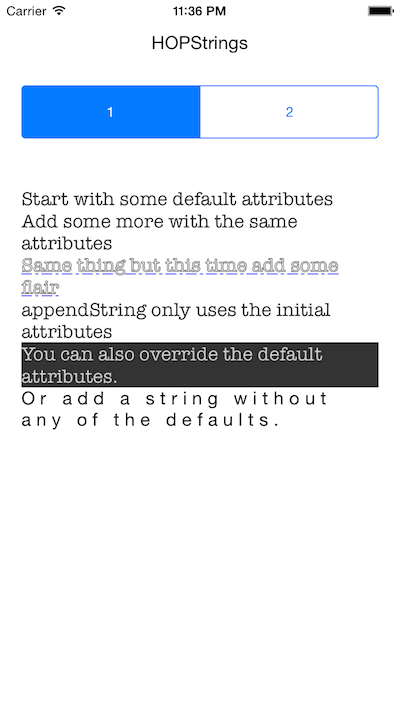 Carrier 11:36 PM
HOPStrings
1 2
Start with some default attributes
Add some more with the same
attributes
Same thing but this time add some
flair
appendString only uses the initial
attributes
You can also override the default
attributes.
Or add a string without
any of the defaults.